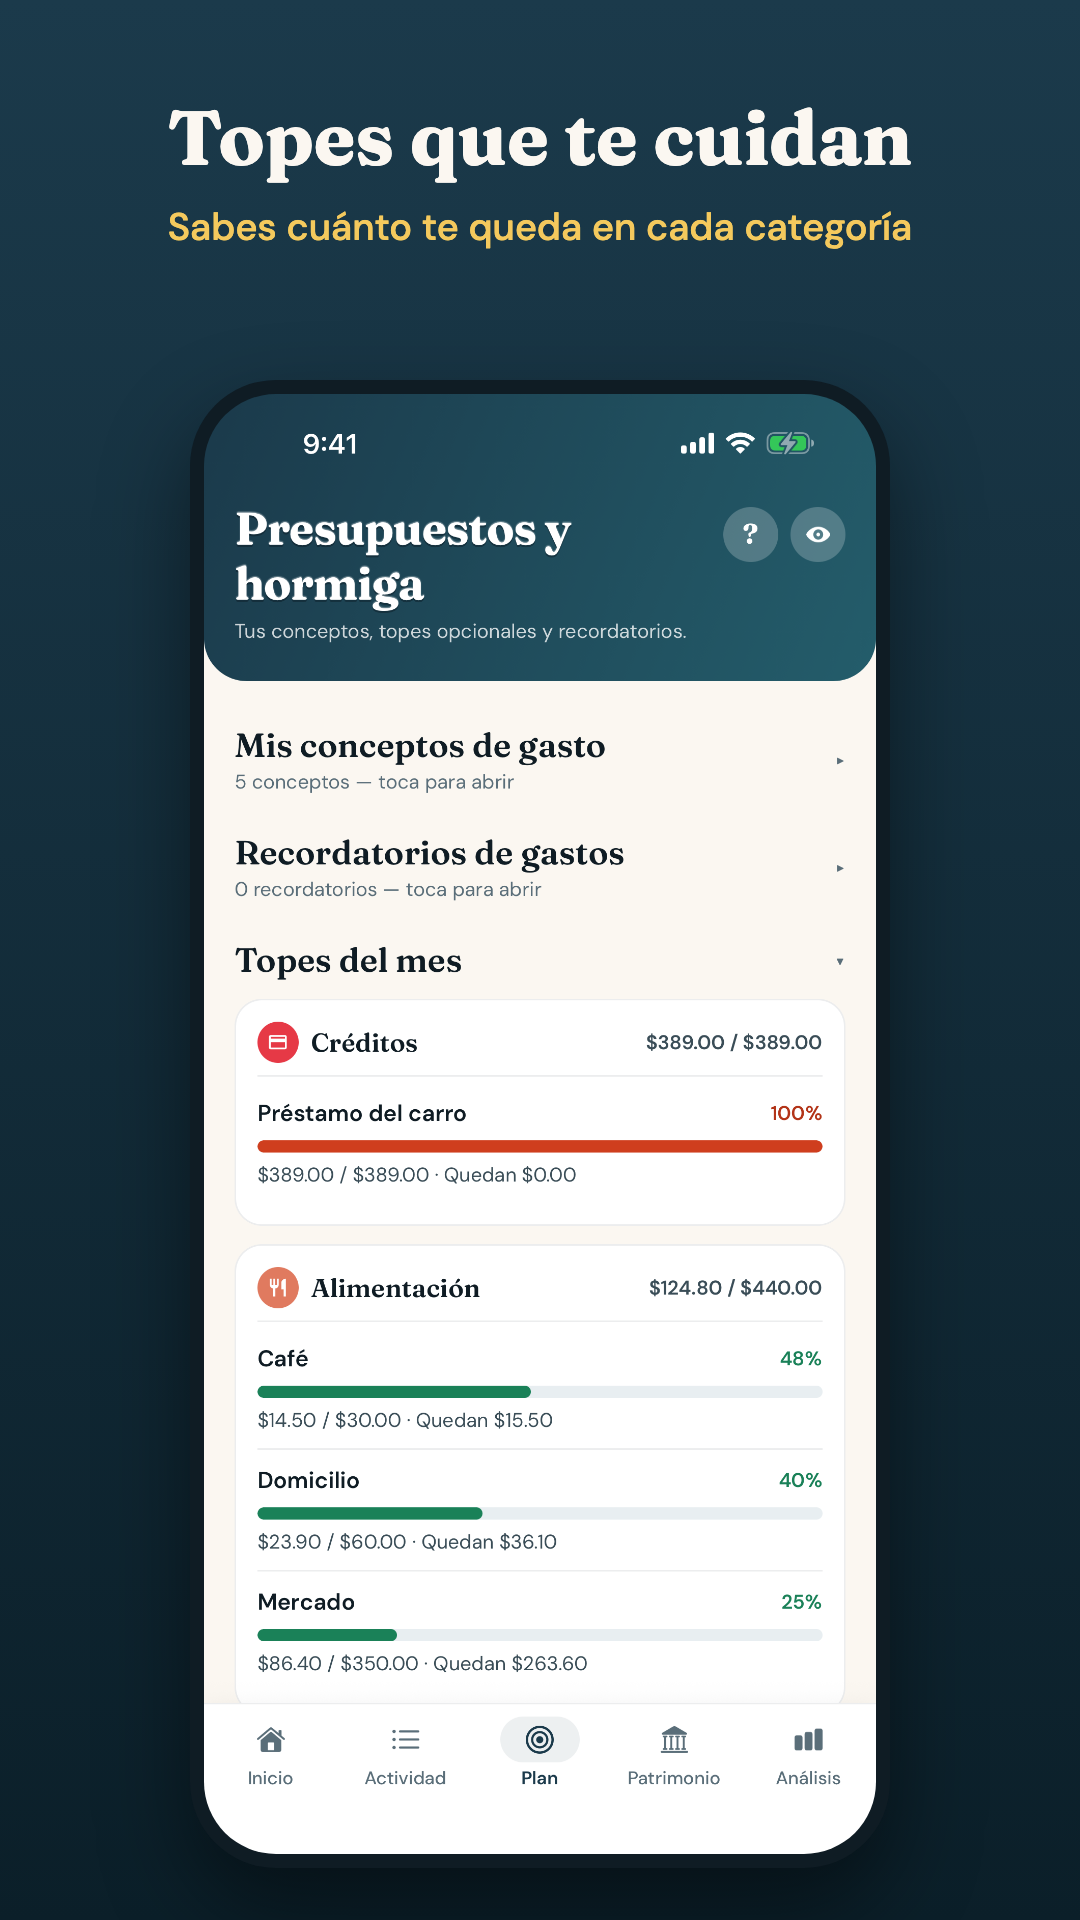 Topes que te cuidan
Sabes cuánto te queda en cada categoría
9:41
Presupuestos y
hormiga
?
Tus conceptos, topes opcionales y recordatorios.
Mis conceptos de gasto
5 conceptos — toca para abrir
Recordatorios de gastos
0 recordatorios — toca para abrir
Topes del mes
Créditos $389.00 / $389.00
Préstamo del carro 100%
$389.00 / $389.00 · Quedan $0.00
Alimentación $124.80 / $440.00
Café 48%
$14.50 / $30.00 · Quedan $15.50
Domicilio 40%
$23.90 / $60.00 · Quedan $36.10
Mercado 25%
$86.40 / $350.00 · Quedan $263.60
Inicio Actividad Plan Patrimonio Análisis